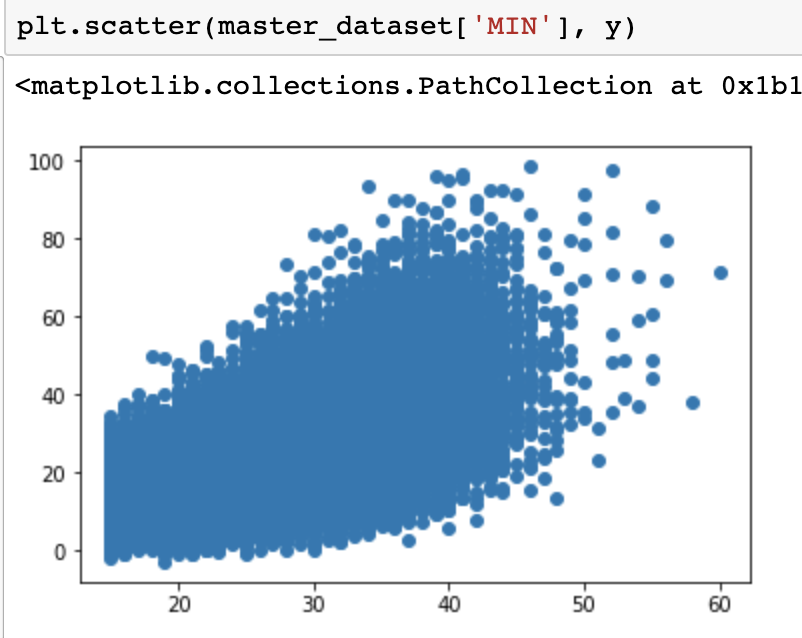 plt.scatter(master_dataset['MIN'], y)
<matplotlib.collections.PathCollection at 0x1b1
100
80
60
40
20
0
20 30 40 50 60